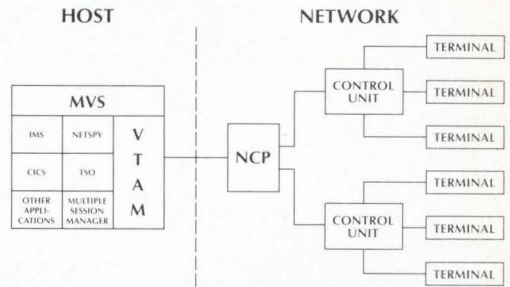 HOST
NETWORK
MVS
IMS
NETSPY
CICS
TSO
OTHER
APPLI-
CATIONS
MULTIPLE
SESSION
MANAGER
V
T
A
M
NCP
CONTROL
UNIT
TERMINAL
TERMINAL
TERMINAL
CONTROL
UNIT
TERMINAL
TERMINAL
TERMINAL